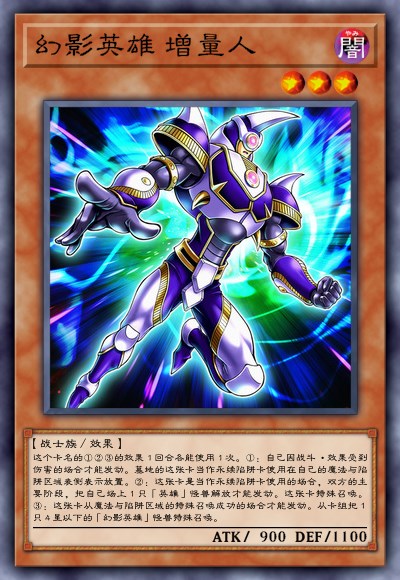 幻影英雄 增量人
やみ
闇
【战士族／效果】
这个卡名的①②③的效果1回合各能使用1次。①：自己因战斗·效果受到
伤害的场合才能发动。墓地的这张卡当作永续陷阱卡使用在自己的魔法与陷
阱区域表侧表示放置。②：这张卡是当作永续陷阱卡使用的场合，双方的主
要阶段，把自己场上1只「英雄」怪兽解放才能发动。这张卡特殊召唤。
③：这张卡从魔法与陷阱区域的特殊召唤成功的场合才能发动。从卡组把1
只4星以下的「幻影英雄」怪兽特殊召唤。
ATK/ 900 DEF/1100